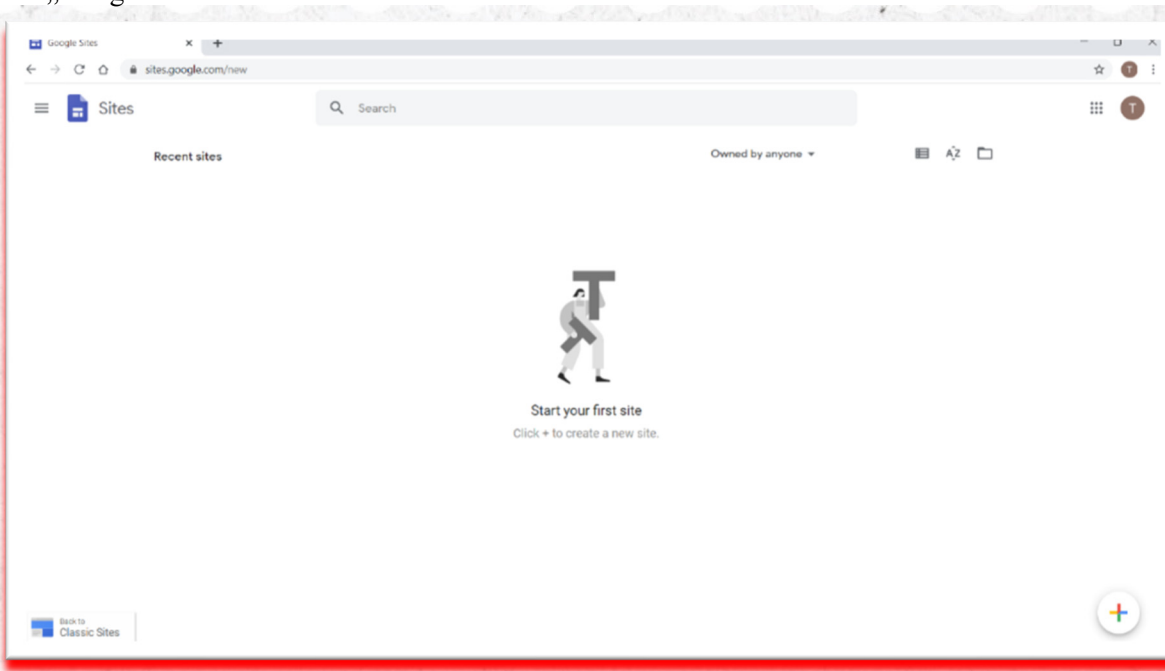 Google Sites
sites.google.com/new
T
Sites
Search
T
Recent sites
Owned by anyone
AZ
T
Start your first site
Click + to create a new site.
Back to
Classic Sites